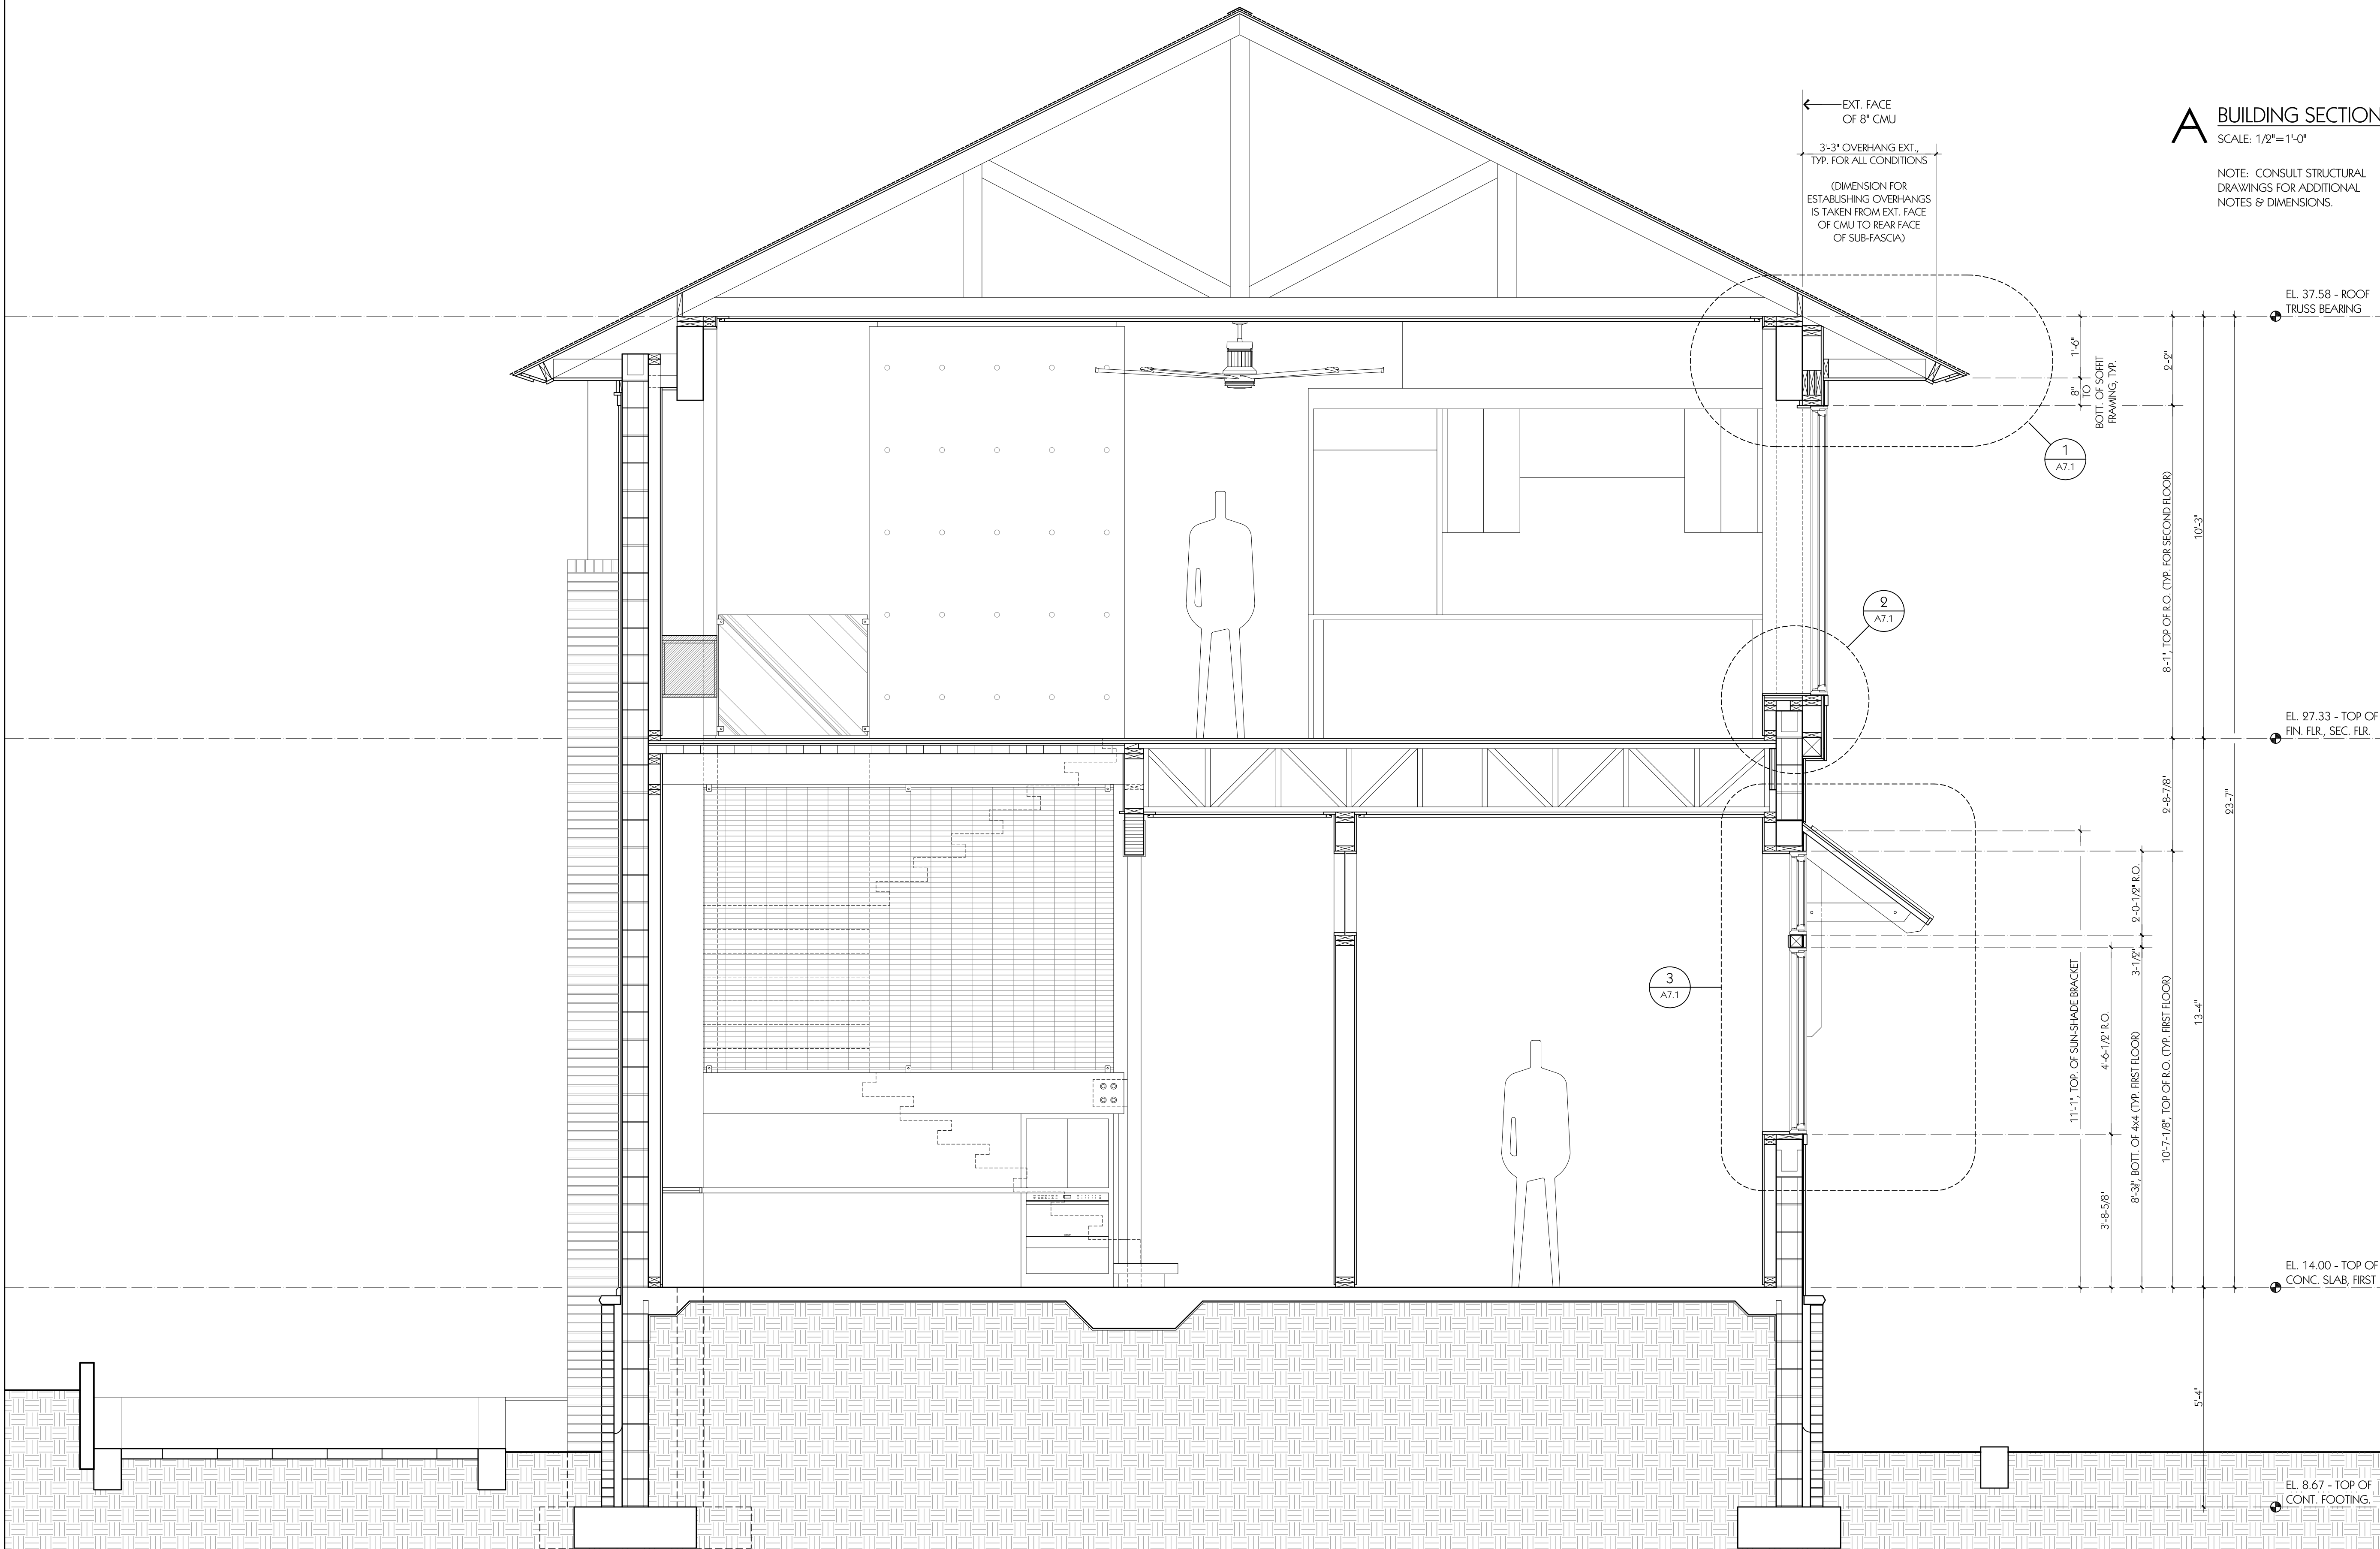 EXT. FACE
OF 8" CMU
3'-3" OVERHANG EXT.,
TYP. FOR ALL CONDITIONS
(DIMENSION FOR
ESTABLISHING OVERHANGS
IS TAKEN FROM EXT. FACE
OF CMU TO REAR FACE
OF SUB-FASCIA)
A
BUILDING SECTION
SCALE: 1/2"=1'-0"
NOTE: CONSULT STRUCTURAL
DRAWINGS FOR ADDITIONAL
NOTES & DIMENSIONS.
EL. 37.58 - ROOF
TRUSS BEARING
1'-6"
8"
TO
BOTT. OF SOFFIT
FRAMING, TYP.
2'-2"
1
A7.1
8'-1", TOP OF R.O. (TYP. FOR SECOND FLOOR)
10'-3"
2
A7.1
EL. 27.33 - TOP OF
FIN. FLR., SEC. FLR.
2'-8-7/8"
23'-7"
3
A7.1
11'-1", TOP. OF SUN-SHADE BRACKET
4'-6-1/2" R.O.
3'-8-5/8"
2'-0-1/2" R.O.
3-1/2"
BOTT. OF 4x4 (TYP. FIRST FLOOR)
10'-7-1/8", TOP OF R.O. (TYP. FIRST FLOOR)
13'-4"
EL. 14.00 - TOP OF
CONC. SLAB, FIRST
5'-4"
EL. 8.67 - TOP OF
CONT. FOOTING.